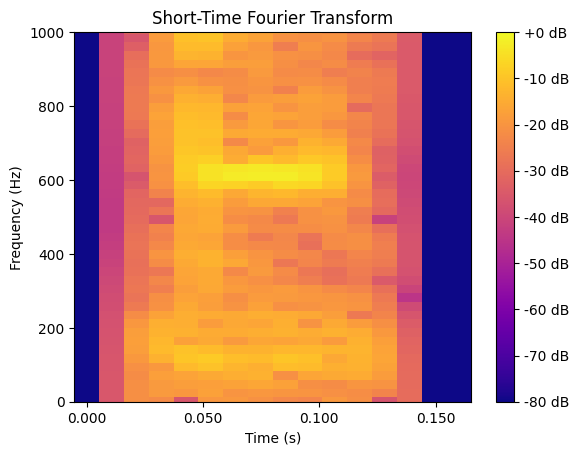 Short-Time Fourier Transform
1000
800
600
400
200
0
Frequency (Hz)
0.000
0.050
0.100
0.150
Time (s)
+0 dB
-10 dB
-20 dB
-30 dB
-40 dB
-50 dB
-60 dB
-70 dB
-80 dB